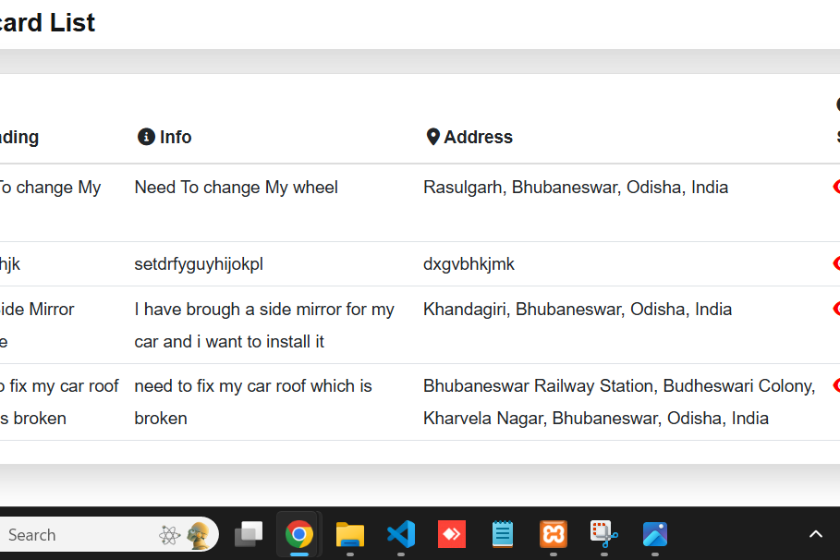 card List
ding
Info
Address
To change My
Need To change My wheel
Rasulgarh, Bhubaneswar, Odisha, India
hjk
setdrfyguyhijokpl
dxgvbhkjmk
ide Mirror
e
I have brough a side mirror for my
car and i want to install it
Khandagiri, Bhubaneswar, Odisha, India
o fix my car roof
s broken
need to fix my car roof which is
broken
Bhubaneswar Railway Station, Budheswari Colony,
Kharvela Nagar, Bhubaneswar, Odisha, India
Search